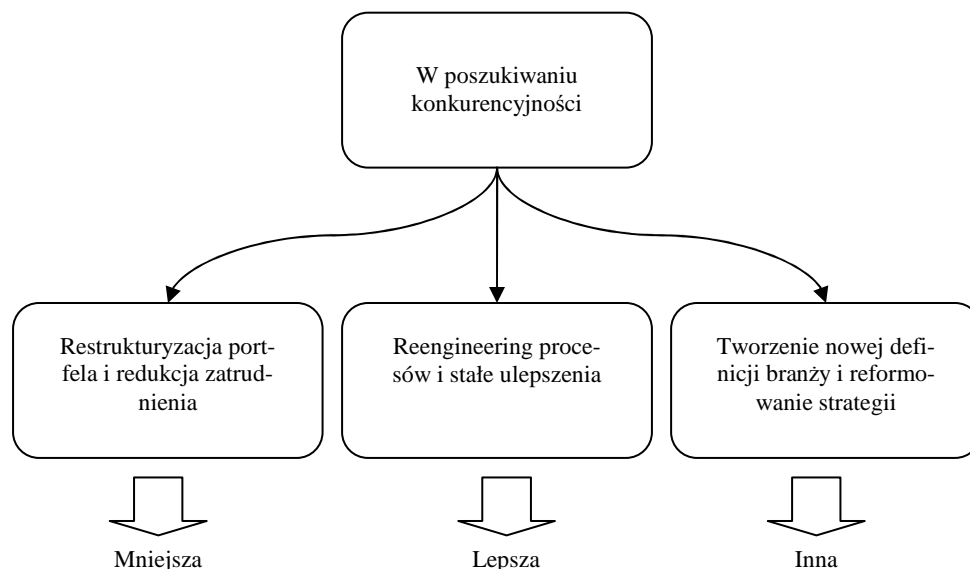 W poszukiwaniu
konkurencyjności
Restrukturyzacja port-
fela i redukcja zatrud-
nienia
Reengineering proce-
sów i stałe ulepszenia
Tworzenie nowej defi-
nicji branży i reformo-
wanie strategii
Mniejsza
Lepsza
Inna